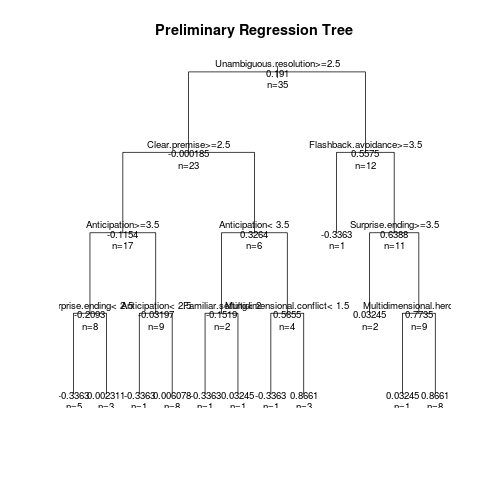 Preliminary Regression Tree
Unambiguous.resolution>=2.5
0.191
n=35
Clear.premise>=2.5
-0.000185
n=23
Flashback.avoidance>=3.5
0.5575
n=12
Anticipation>=3.5
-0.1154
n=17
Anticipation< 3.5
0.3264
n=6
-0.3363
n=1
Surprise.ending>=3.5
0.6388
n=11
rprise.ending< 2.5
-0.2093
n=8
Anticipation< 2.5
-0.03197
n=9
-0.1519
n=2
Multidimensional.conflict< 1.5
0.5655
n=4
0.03245
n=2
Multidimensional.herc
0.7735
n=9
-0.3363
n=5
0.002311
n=3
-0.3363
n=1
0.006078
n=8
-0.3363
n=1
0.03245
n=1
-0.3363
n=1
0.8661
n=3
0.03245
n=1
0.8661
n=8